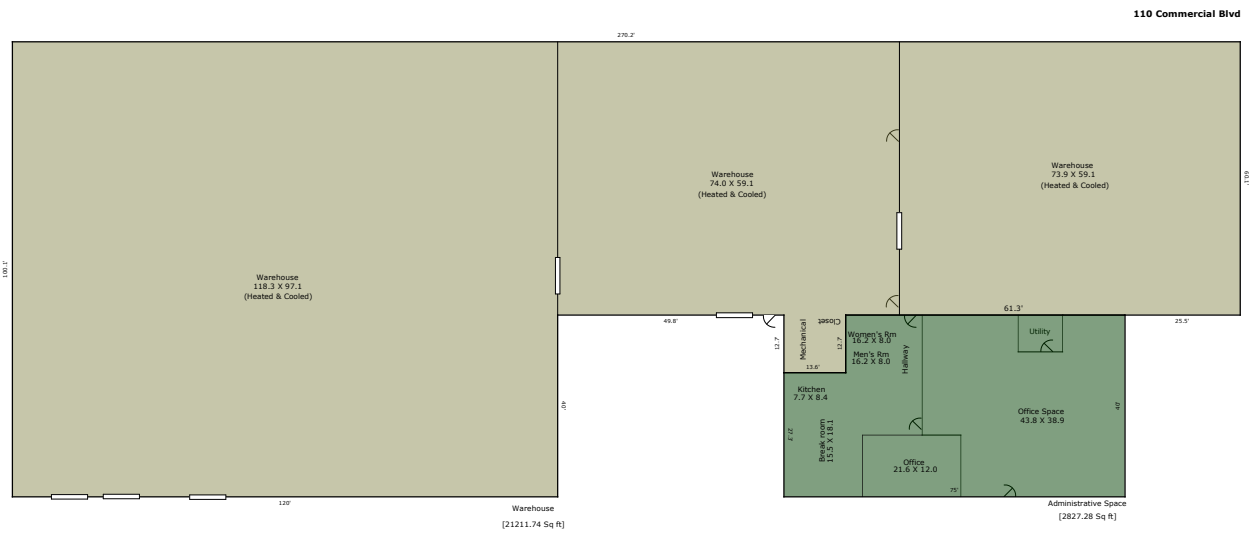 110 Commercial Blvd
270.2'
Warehouse
118.3 X 97.1
(Heated & Cooled)
Warehouse
74.0 X 59.1
(Heated & Cooled)
Warehouse
73.9 X 59.1
(Heated & Cooled)
100.1'
60.1'
49.8'
12.7'
Mechanical
Closet
12.7'
13.6'
61.3'
25.5'
Women's Rm
16.2 X 8.0
Men's Rm
16.2 X 8.0
Hallway
Utility
Kitchen
7.7 X 8.4
40'
27.3'
Break room
15.5 X 18.1
Office Space
43.8 X 38.9
40'
Office
21.6 X 12.0
75'
120'
Warehouse
[21211.74 Sq ft]
Administrative Space
[2827.28 Sq ft]